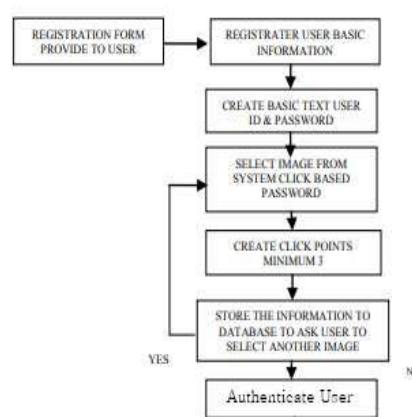 REGISTRATION FORM
PROVIDE TO USER
REGISTRATER USER BASIC
INFORMATION
CREATE BASIC TEXT USER
ID & PASSWORD
SELECT IMAGE FROM
SYSTEM CLICK BASED
PASSWORD
CREATE CLICK POINTS
MINIMUM 3
STORE THE INFORMATION TO
DATABASE TO ASK USER TO
SELECT ANOTHER IMAGE
YES
N
Authenticate User